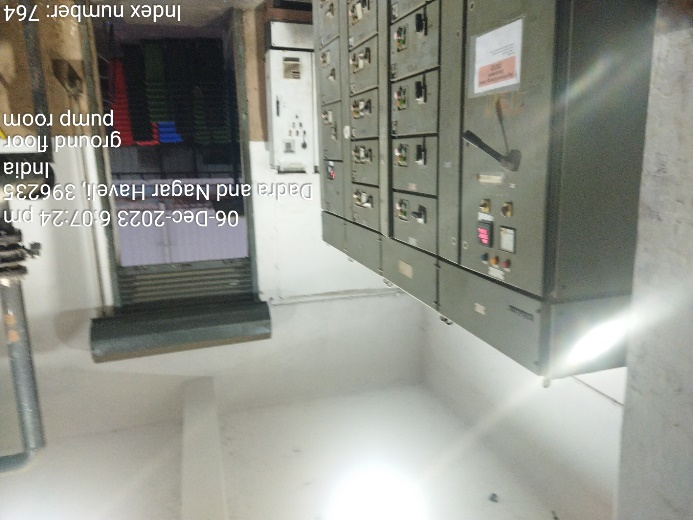 06-Dec-2023 6:07:24 pm
Dadra and Nagar Haveli, 396235
India
ground floor
pump room
Index number: 764